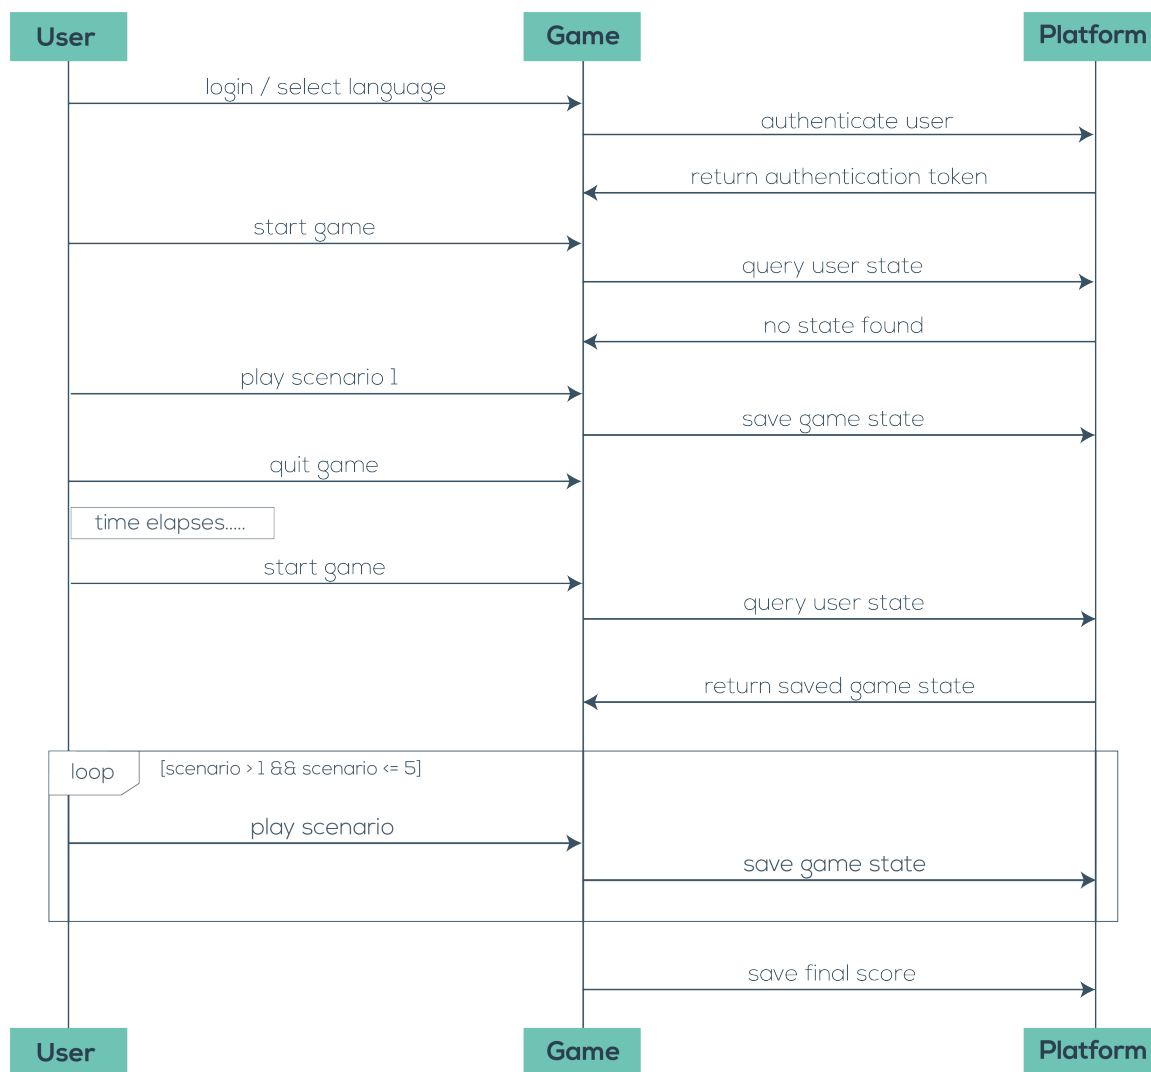 User
Game
Platform
login / select language
authenticate user
return authentication token
start game
query user state
no state found
play scenario 1
save game state
quit game
time elapses.....
start game
query user state
return saved game state
loop
[scenario > 1 && scenario <= 5]
play scenario
save game state
save final score
User
Game
Platform